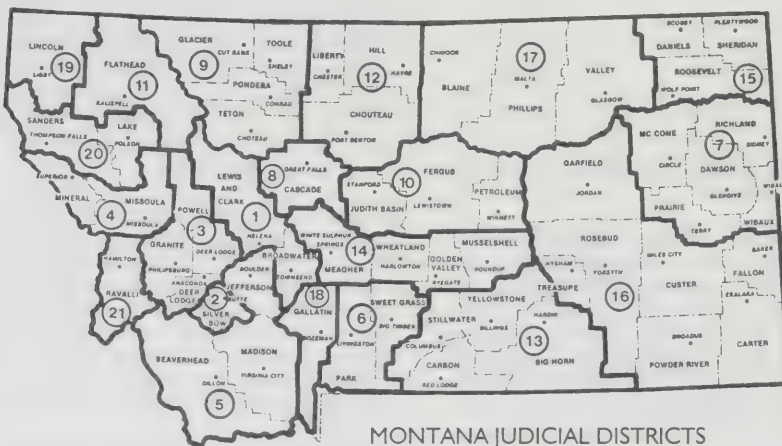 LINCOLN
LIBBY
19
FLATHEAD
11
KALISPELL
GLACIER
9
CUT BANK
TOOLE
SHELBY
PONDERA
CONRAD
TETON
CHOTEAU
LIBERTY
CHESTER
HILL
12
HAVRE
CHOUTEAU
FORT BENTON
CHINOOK
BLAINE
17
MALTA
PHILLIPS
VALLEY
GLASGOW
SCOBEY
DANIELS
PLENTYWOOD
SHERIDAN
ROOSEVELT
15
WOLF POINT
SANDERS
THOMPSON FALLS
LAKE
POLSON
20
SUPERIOR
MINERAL
4
MISSOULA
MISSOULA
POWELL
3
DEER LODGE
GRANITE
PHILIPSBURG
LEWIS
AND
CLARK
1
HELENA
8
GREAT FALLS
CASCADE
STANFORD
JUDITH BASIN
10
FERGUS
LEWISTOWN
PETROLEUM
WINNETT
GARFIELD
JORDAN
MC CONE
CIRCLE
RICHLAND
7
SIDNEY
DAWSON
GLENDIVE
PRAIRIE
TERRY
WIBAUX
WIBAUX
HAMILTON
RAVALLI
21
ANACONDA
DEER
LODGE
2
BUTTE
SILVER
BOW
BOULDER
JEFFERSON
BROADWATER
TOWNSEND
WHITE SULPHUR
SPRINGS
14
MEAGHER
WHEATLAND
HARLOWTON
GOLDEN
VALLEY
RYEGATE
MUSSELSHELL
ROUNDUP
ROSEBUD
FORSYTH
HYSHAM
TREASURE
16
MILES CITY
CUSTER
BAKER
FALLON
EKALAKA
CARTER
BROADUS
POWDER RIVER
BEAVERHEAD
DILLON
5
MADISON
VIRGINIA CITY
18
GALLATIN
BOZEMAN
6
LIVINGSTON
PARK
SWEET GRASS
BIG TIMBER
STILLWATER
COLUMBUS
YELLOWSTONE
BILLINGS
CARBON
RED LODGE
HARDIN
13
BIG HORN
MONTANA JUDICIAL DISTRICTS